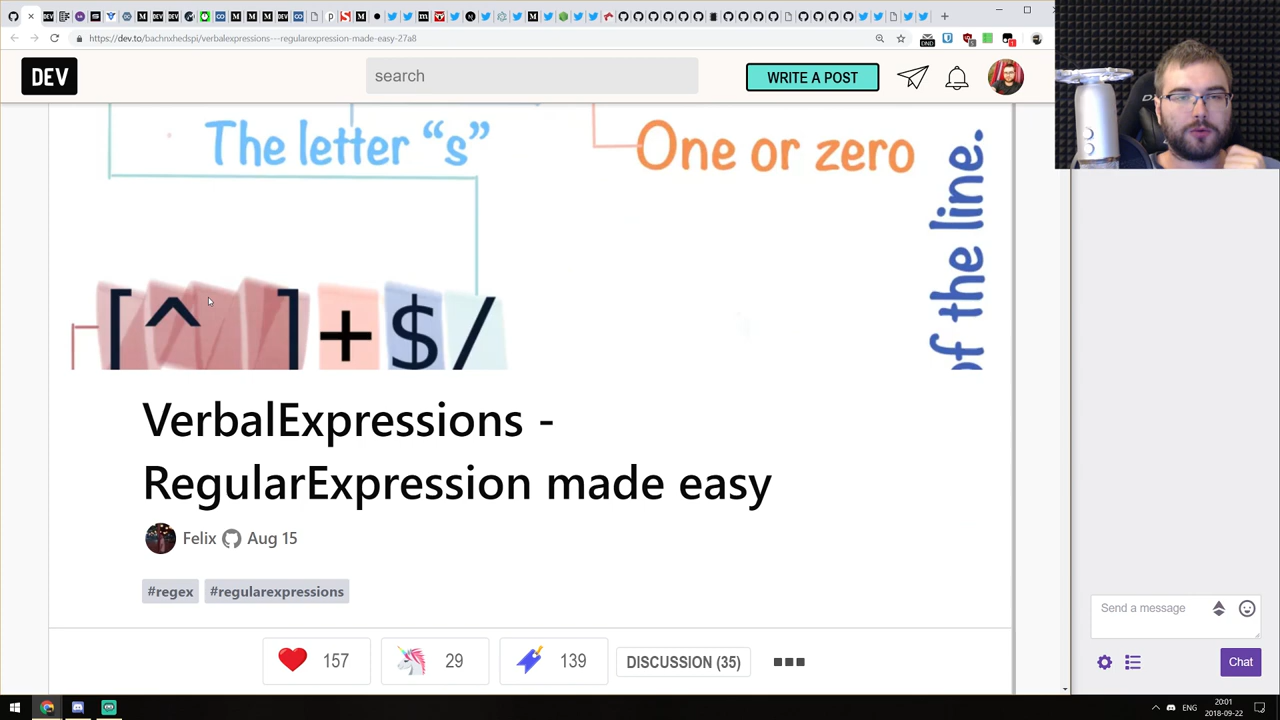 https://dev.to/bachnxhedspi/verbalexpressions---regularexpression-made-easy-27a8
DEV
search
WRITE A POST
The letter “s”
One or zero
of the line.
[^ ]+$/
VerbalExpressions -
RegularExpression made easy
Felix Aug 15
#regex #regularexpressions
157
29
139
DISCUSSION (35)
Send a message
Chat
ENG
20:01
2018-09-22